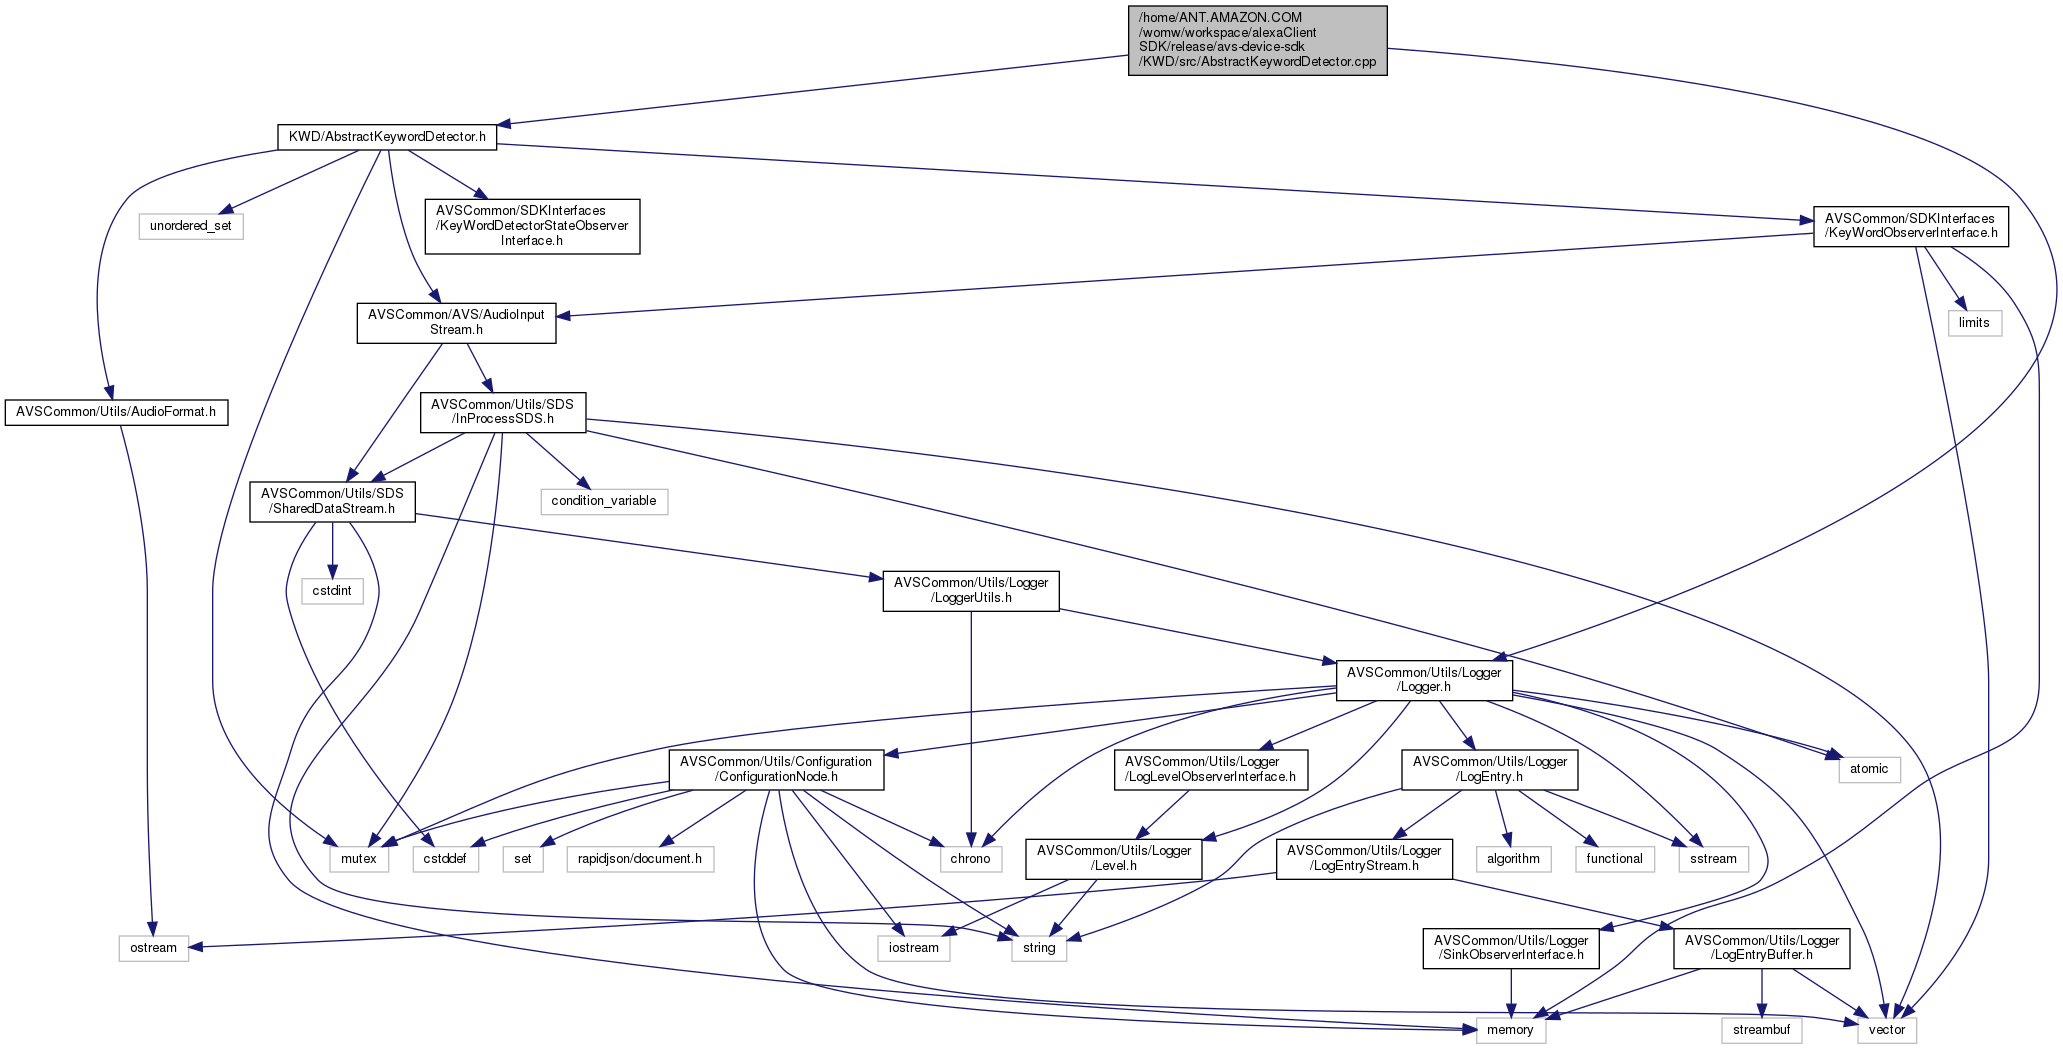 /home/ANT.AMAZON.COM
/womw/workspace/alexaClient
SDK/release/avs-device-sdk
/KWD/src/AbstractKeywordDetector.cpp
KWD/AbstractKeywordDetector.h
unordered_set
AVSCommon/SDKInterfaces
/KeyWordDetectorStateObserver
Interface.h
AVSCommon/SDKInterfaces
/KeyWordObserverInterface.h
AVSCommon/AVS/AudioInput
Stream.h
limits
AVSCommon/Utils/AudioFormat.h
AVSCommon/Utils/SDS
/InProcessSDS.h
AVSCommon/Utils/SDS
/SharedDataStream.h
condition_variable
cstdint
AVSCommon/Utils/Logger
/LoggerUtils.h
AVSCommon/Utils/Logger
/Logger.h
AVSCommon/Utils/Configuration
/ConfigurationNode.h
AVSCommon/Utils/Logger
/LogLevelObserverInterface.h
AVSCommon/Utils/Logger
/LogEntry.h
atomic
mutex
cstddef
set
rapidjson/document.h
chrono
AVSCommon/Utils/Logger
/Level.h
AVSCommon/Utils/Logger
/LogEntryStream.h
algorithm
functional
sstream
ostream
iostream
string
AVSCommon/Utils/Logger
/SinkObserverInterface.h
AVSCommon/Utils/Logger
/LogEntryBuffer.h
memory
streambuf
vector